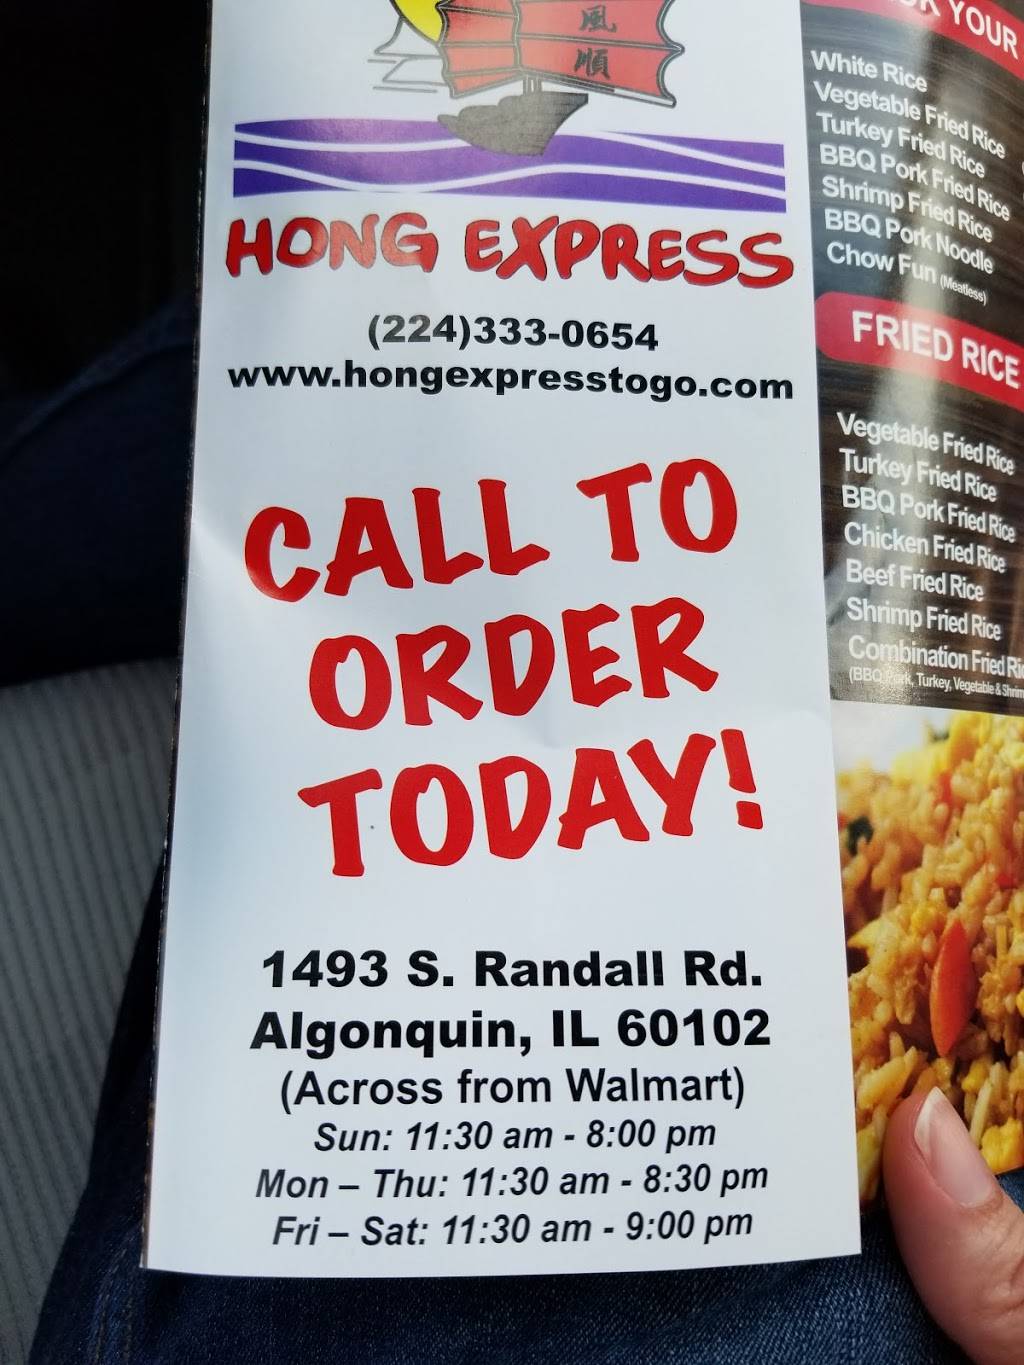 風
順
HONG EXPRESS
(224)333-0654
www.hongexpresstogo.com
CALL TO
ORDER
TODAY!
1493 S. Randall Rd.
Algonquin, IL 60102
(Across from Walmart)
Sun: 11:30 am - 8:00 pm
Mon – Thu: 11:30 am - 8:30 pm
Fri – Sat: 11:30 am - 9:00 pm
YOUR
White Rice
Vegetable Fried Rice
Turkey Fried Rice
BBQ Pork Fried Rice
Shrimp Fried Rice
BBQ Pork Noodle
Chow Fun (Meatless)
FRIED RICE
Vegetable Fried Rice
Turkey Fried Rice
BBQ Pork Fried Rice
Chicken Fried Rice
Beef Fried Rice
Shrimp Fried Rice
Combination Fried
(BBQ Pork, Turkey, Vegetable & Shrim